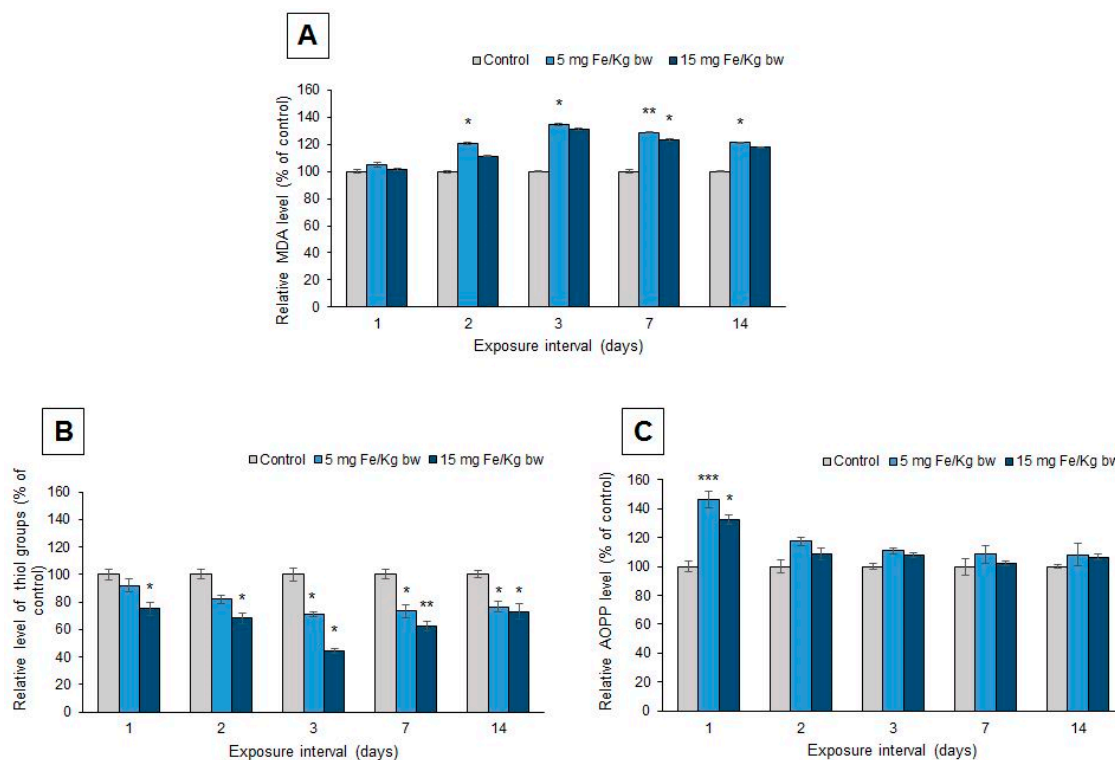 A
Control 5 mg Fe/Kg bw 15 mg Fe/Kg bw
Relative MDA level (% of control)
160
140
120
100
80
60
40
20
0
* * ** * *
1 2 3 7 14
Exposure interval (days)
B
Control 5 mg Fe/Kg bw 15 mg Fe/Kg bw
Relative level of thiol groups (% of
control)
160
140
120
100
80
60
40
20
0
* * * * * ** * *
1 2 3 7 14
Exposure interval (days)
C
Control 5 mg Fe/Kg bw 15 mg Fe/Kg bw
Relative AOPP level (% of control)
160
140
120
100
80
60
40
20
0
*** *
1 2 3 7 14
Exposure interval (days)